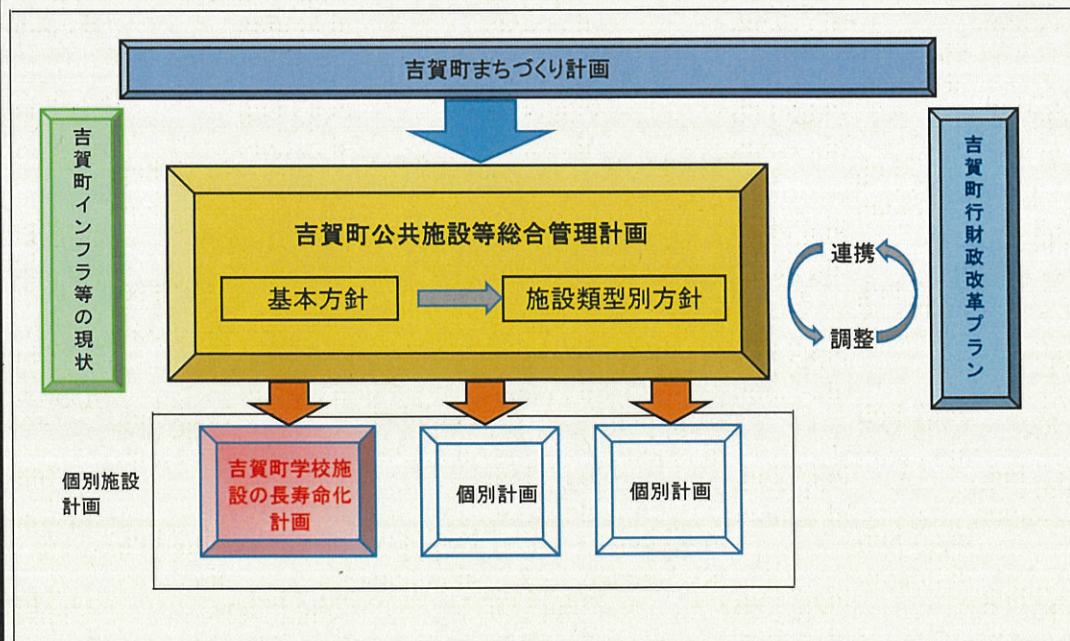 吉賀町まちづくり計画
吉賀町インフラ等の現状
吉賀町公共施設等総合管理計画
基本方針
施設類型別方針
連携
調整
吉賀町行財政改革プラン
個別施設
計画
吉賀町学校施
設の長寿命化
計画
個別計画
個別計画